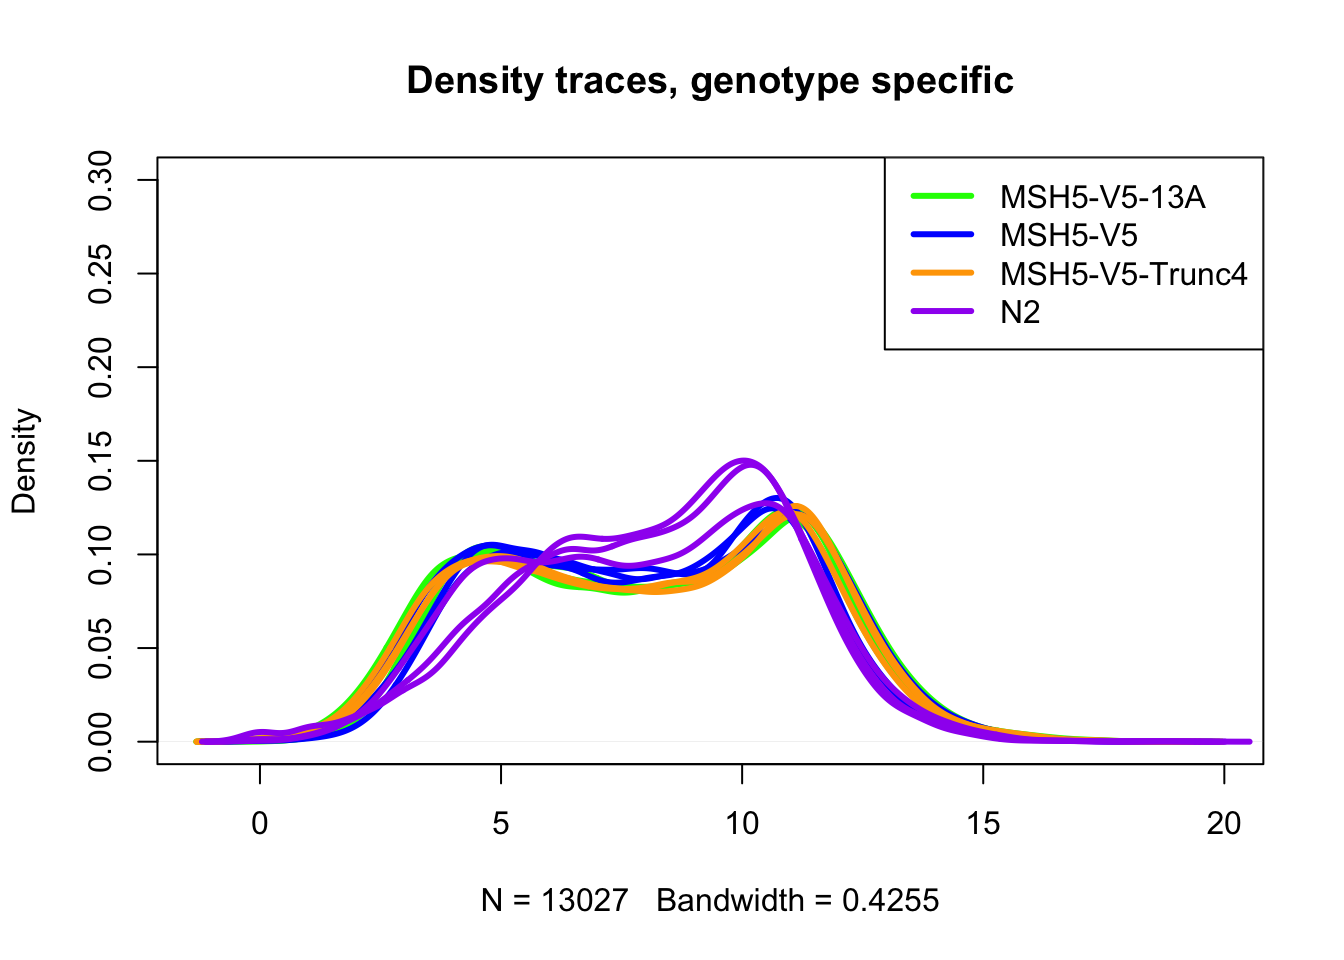 Density traces, genotype specific
MSH5-V5-13A
MSH5-V5
MSH5-V5-Trunc4
N2
Density
0.30
0.25
0.20
0.15
0.10
0.05
0.00
0 5 10 15 20
N = 13027 Bandwidth = 0.4255